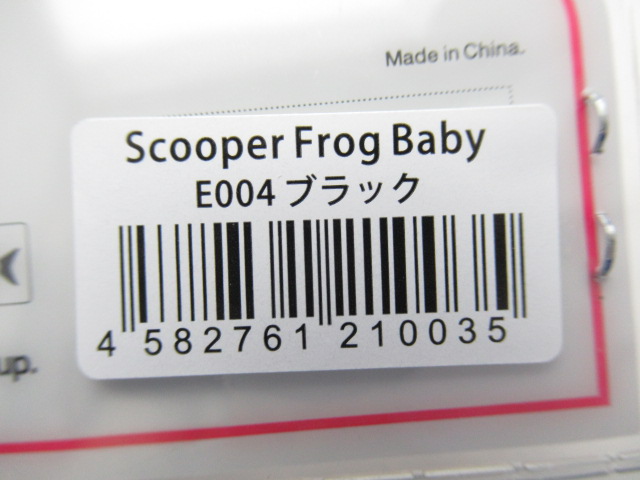 Made in China.
Scooper Frog Baby
E004 ブラック
4 582761 210035
up.